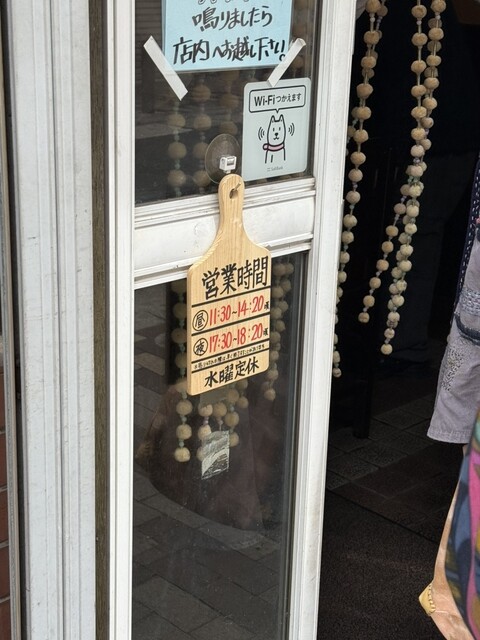 鳴りましたら
店内へお越し下さい!!
Wi-Fiつかえます
SoftBank
営業時間
昼 11:30~14:20頃
夜 17:30~18:20頃
水曜定休